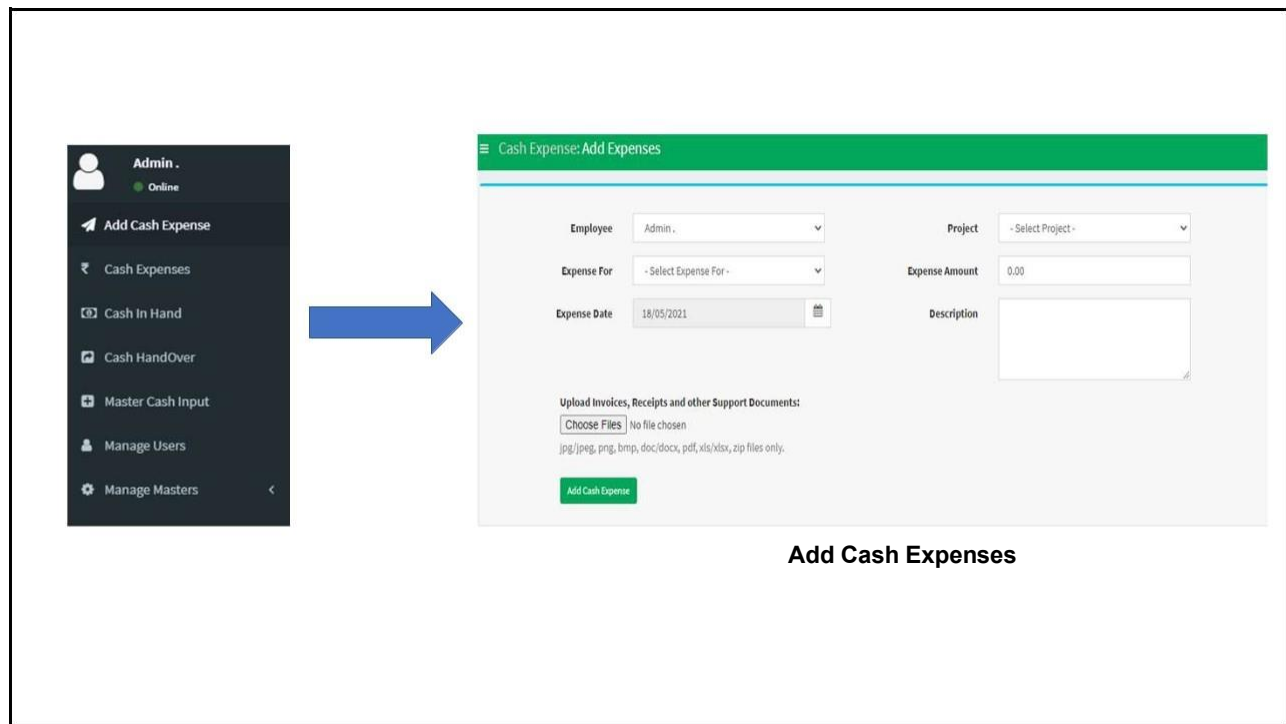 Admin .
Online
Add Cash Expense
₹ Cash Expenses
Cash In Hand
Cash HandOver
Master Cash Input
Manage Users
Manage Masters
Cash Expense: Add Expenses
Employee Admin . Project - Select Project -
Expense For - Select Expense For - Expense Amount 0.00
Expense Date 18/05/2021 Description
Upload Invoices, Receipts and other Support Documents:
Choose Files No file chosen
jpg/jpeg, png, bmp, doc/docx, pdf, xls/xlsx, zip files only.
Add Cash Expense
Add Cash Expenses